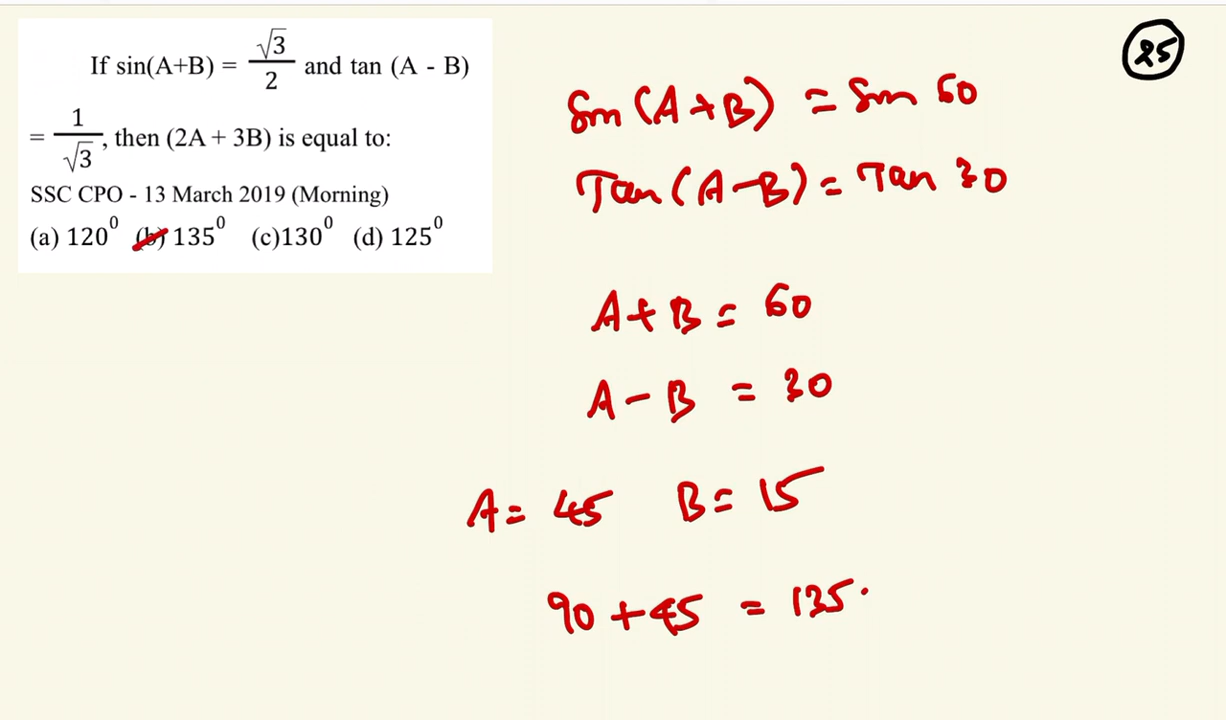 If sin(A+B) = √3/2 and tan (A - B)
= 1/√3, then (2A + 3B) is equal to:
SSC CPO - 13 March 2019 (Morning)
(a) 120⁰ (b) 135⁰ (c)130⁰ (d) 125⁰
25
Sin (A+B) = Sin 60
Tan (A-B) = Tan 30
A+B = 60
A-B = 30
A= 45 B= 15
90 +45 = 135.